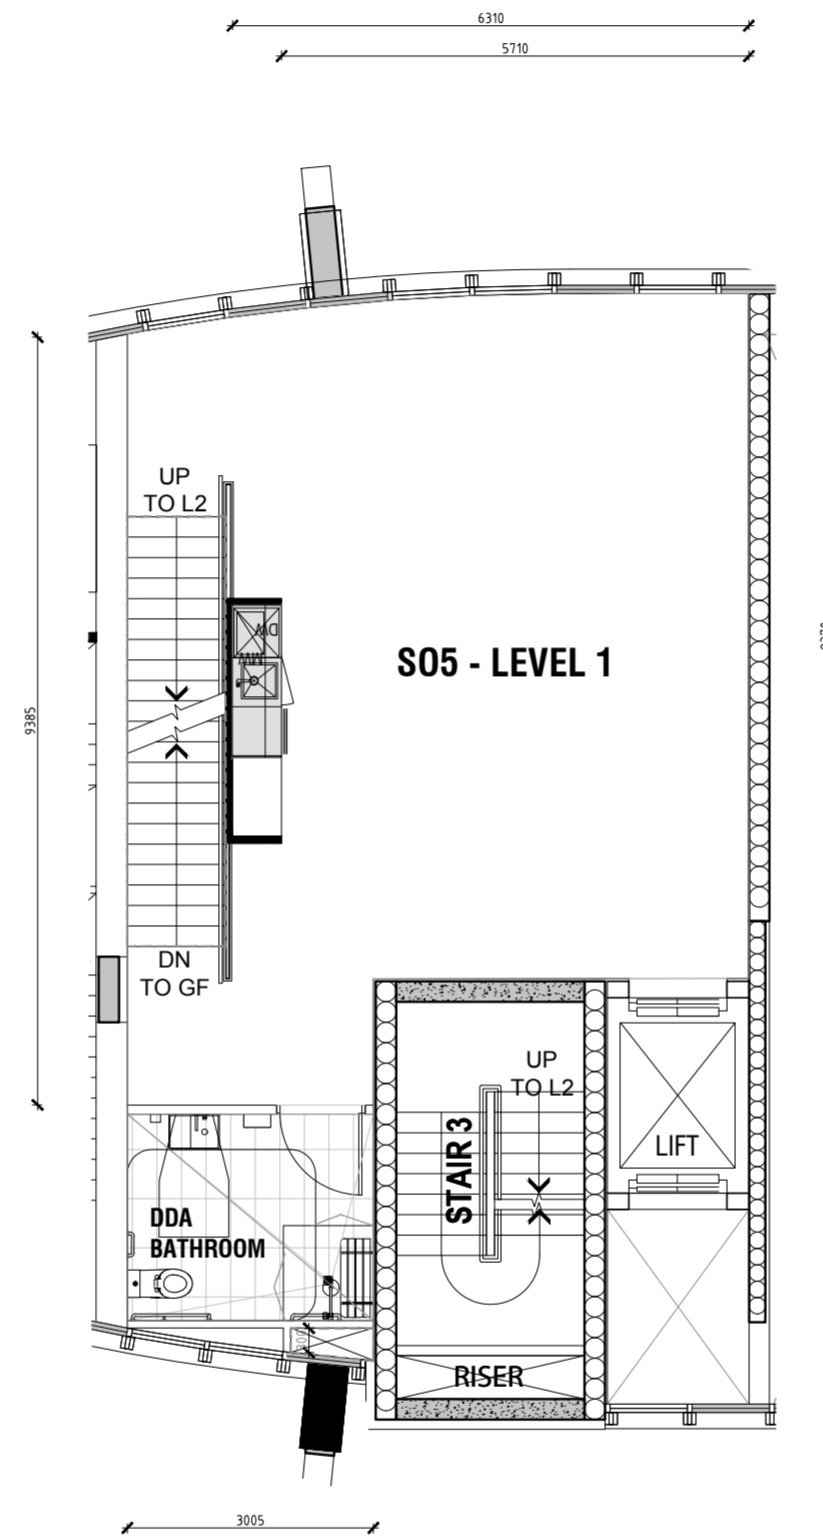 6310
5710
UP
TO L2
DW
SO5 - LEVEL 1
9385
DN
TO GF
UP
TO L2
STAIR 3
LIFT
DDA
BATHROOM
RISER
3005